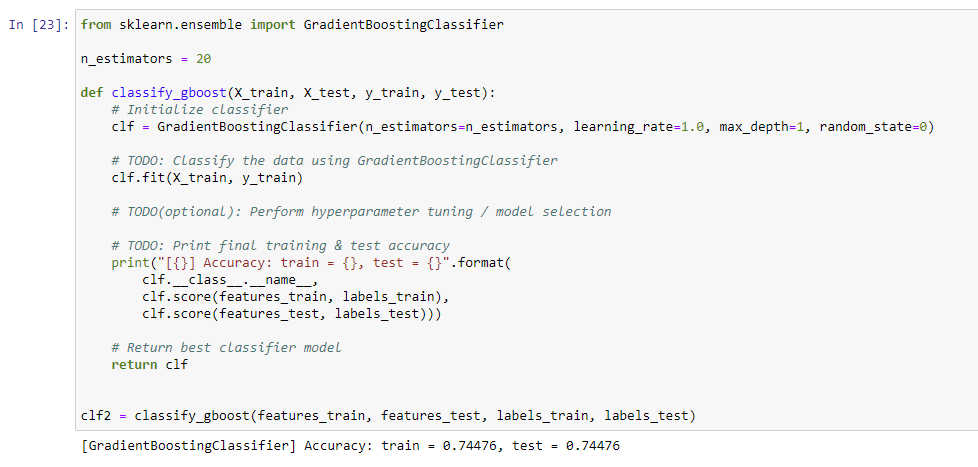 In [23]: from sklearn.ensemble import GradientBoostingClassifier
n_estimators = 20
def classify_gboost(X_train, X_test, y_train, y_test):
# Initialize classifier
clf = GradientBoostingClassifier(n_estimators=n_estimators, learning_rate=1.0, max_depth=1, random_state=0)
# TODO: Classify the data using GradientBoostingClassifier
clf.fit(X_train, y_train)
# TODO(optional): Perform hyperparameter tuning / model selection
# TODO: Print final training & test accuracy
print("[{}] Accuracy: train = {}, test = {}".format(
clf.__class__.__name__,
clf.score(features_train, labels_train),
clf.score(features_test, labels_test)))
# Return best classifier model
return clf
clf2 = classify_gboost(features_train, features_test, labels_train, labels_test)
[GradientBoostingClassifier] Accuracy: train = 0.74476, test = 0.74476